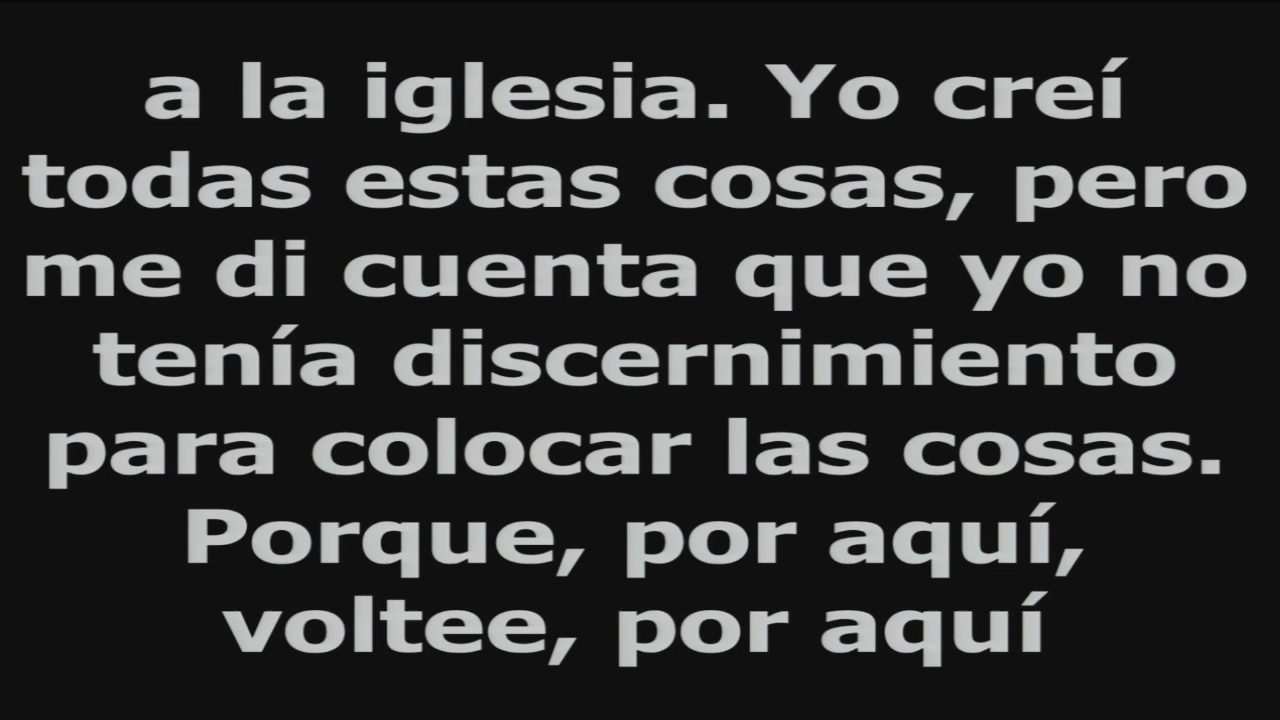 a la iglesia. Yo creí
todas estas cosas, pero
me di cuenta que yo no
tenía discernimiento
para colocar las cosas.
Porque, por aquí,
voltee, por aquí